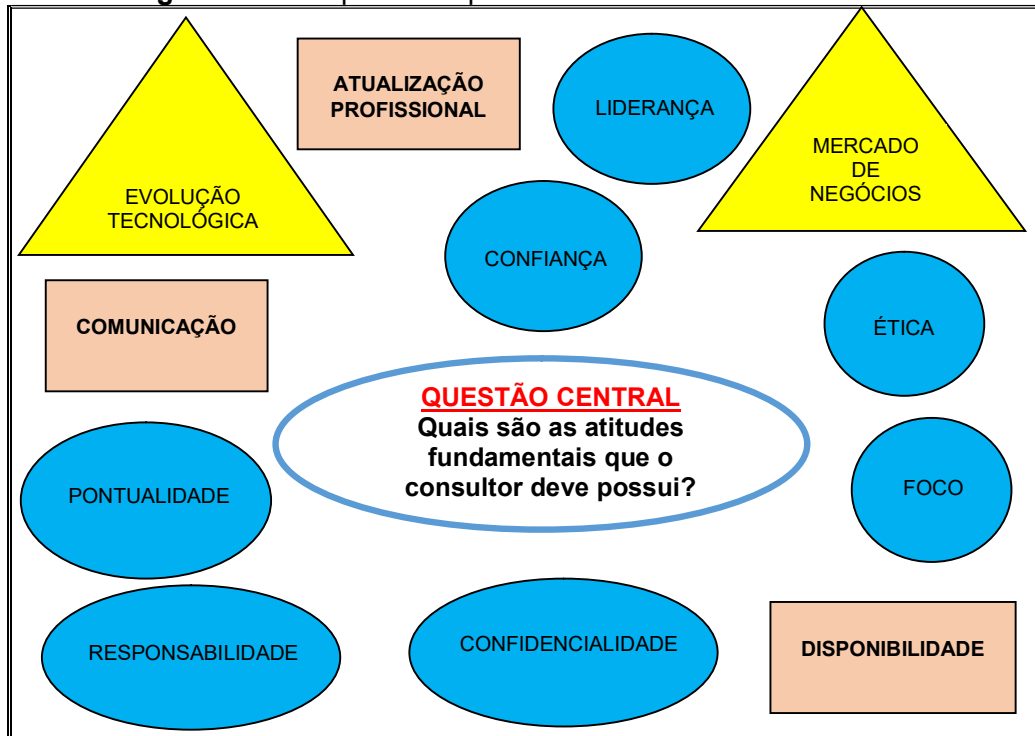 ATUALIZAÇÃO
PROFISSIONAL
LIDERANÇA
MERCADO
DE
NEGÓCIOS
EVOLUÇÃO
TECNOLÓGICA
CONFIANÇA
COMUNICAÇÃO
ÉTICA
QUESTÃO CENTRAL
Quais são as atitudes
fundamentais que o
consultor deve possui?
PONTUALIDADE
FOCO
RESPONSABILIDADE
CONFIDENCIALIDADE
DISPONIBILIDADE